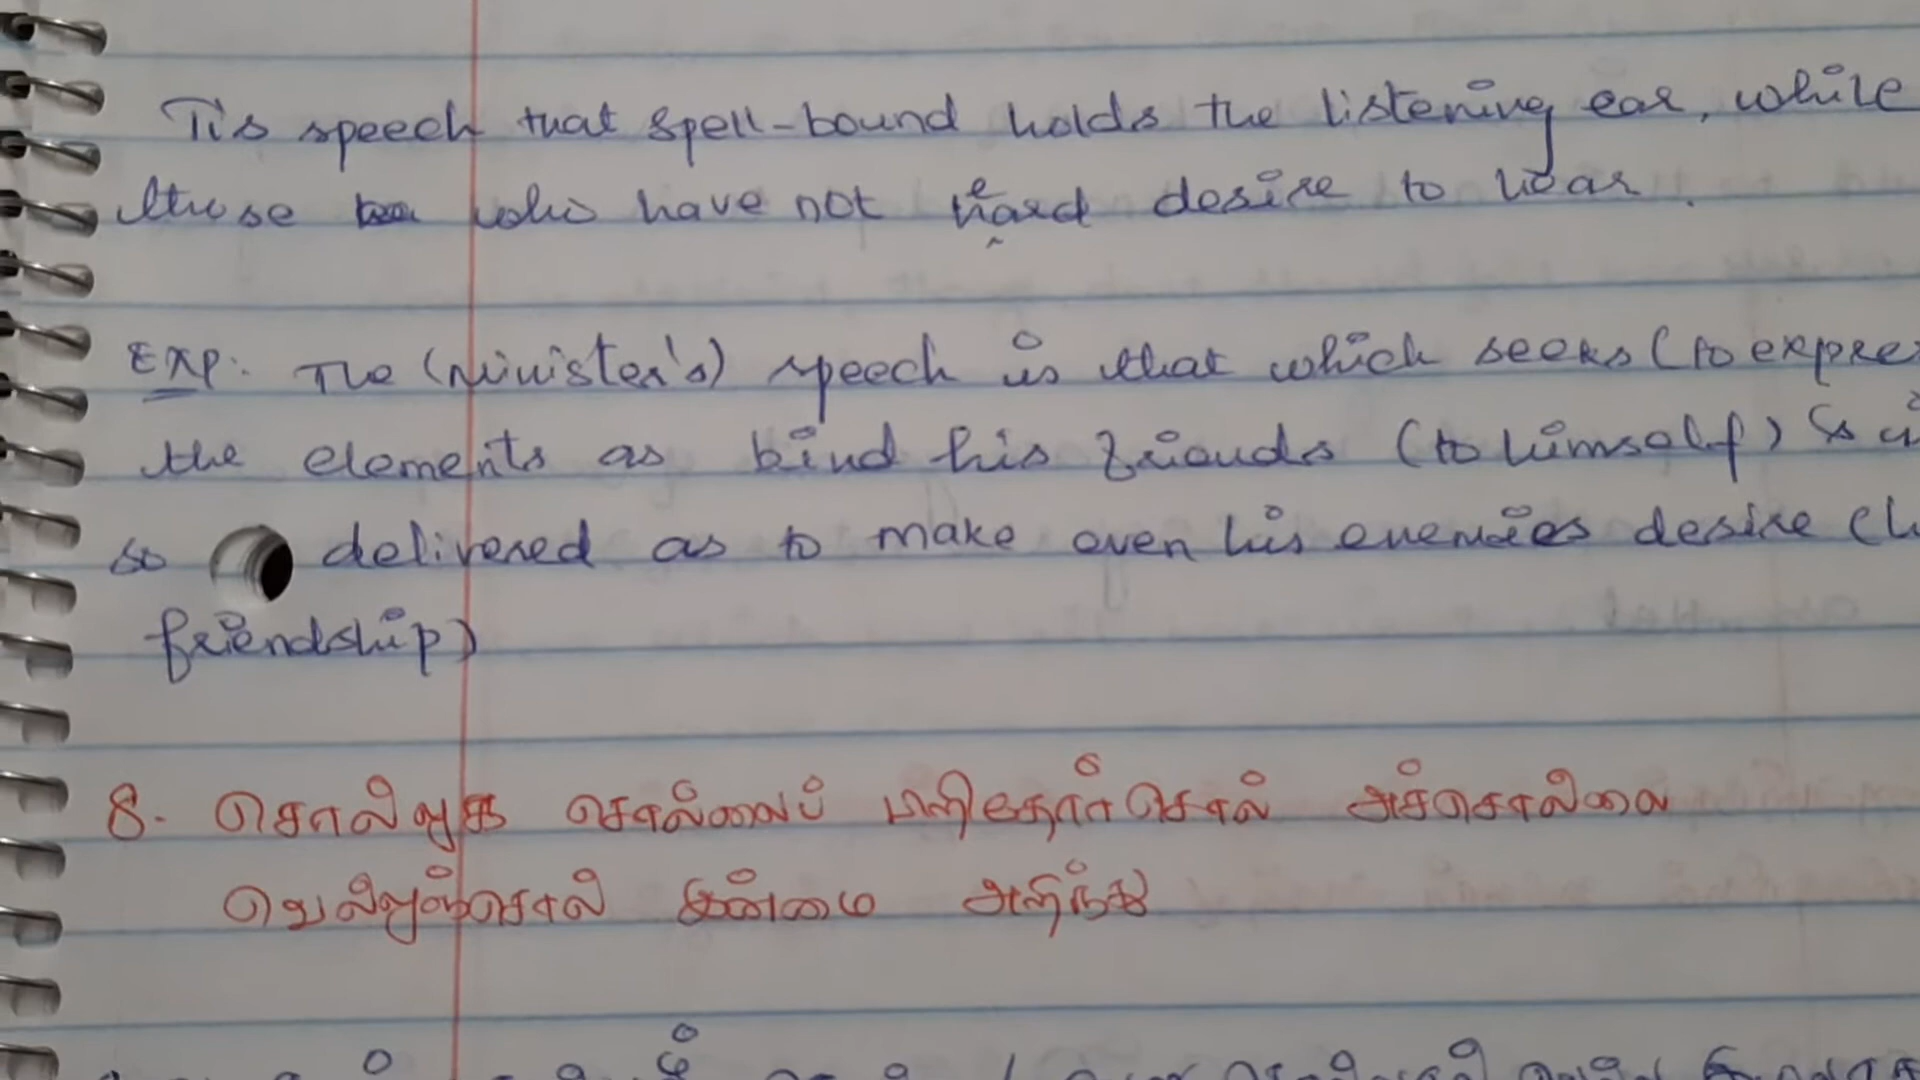 Ti's speech that spell-bound holds the listening ear, while
those who have not heard desire to hear.
Exp: The (Minister's) speech is that which seeks (to expre
the elements as bind his friends (to himself) & i
so delivered as to make even his enemies desire (h
friendship)
8. சொல்லுக சொல்லைப் பிறிதோர்சொல் அச்சொல்லை
வெல்லுஞ்சொல் இன்மை அறிந்து